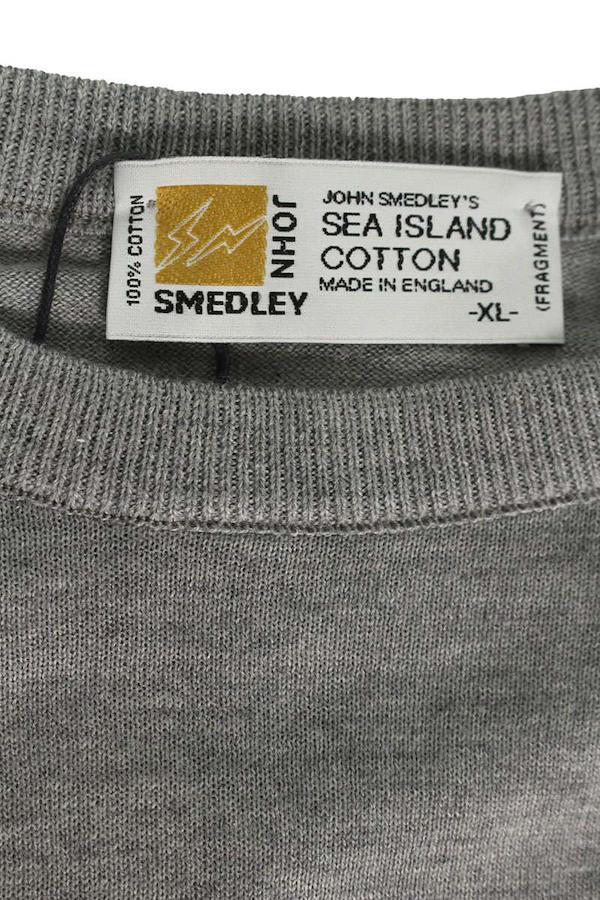 100% COTTON
JOHN
SMEDLEY
JOHN SMEDLEY'S
SEA ISLAND
COTTON
MADE IN ENGLAND
-XL-
(FRAGMENT)